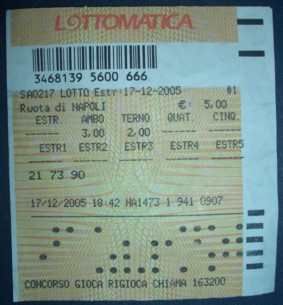 LOTTOMATICA
3468139 5600 666
SA0217 LOTTO Estr:17-12-2005 #1
Ruota di NAPOLI €: 5,00
ESTR. AMBO TERNO QUAT. CINQ.
------ 3,00 2,00 ------ ------
ESTR1 ESTR2 ESTR3 ESTR4 ESTR5
------ ------ ------ ------ ------
21 73 90
17/12/2005 18:42 NA1473 1 941 0907
CONCORSO GIOCA RIGIOCA CHIAMA 163200